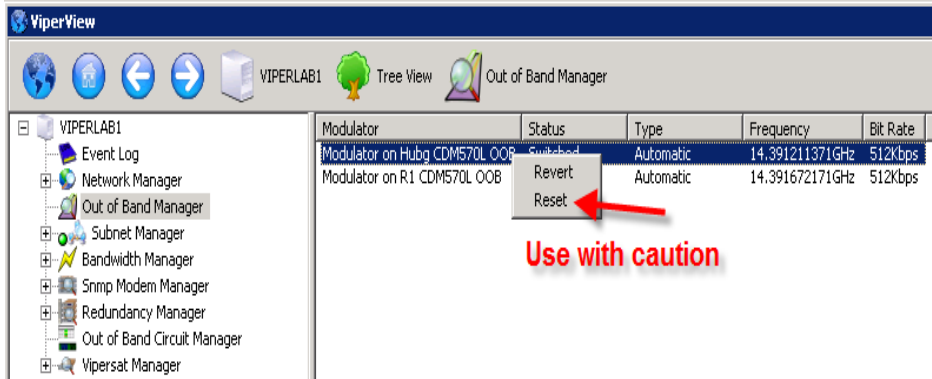 ViperView
VIPERLAB1 Tree View Out of Band Manager
VIPERLAB1
Event Log
Network Manager
Out of Band Manager
Subnet Manager
Bandwidth Manager
Snmp Modem Manager
Redundancy Manager
Out of Band Circuit Manager
Vipersat Manager
Modulator Status Type Frequency Bit Rate
Modulator on Hubg CDM570L OOB Switched Automatic 14.391211371GHz 512Kbps
Modulator on R1 CDM570L OOB Automatic 14.391672171GHz 512Kbps
Revert
Reset
Use with caution